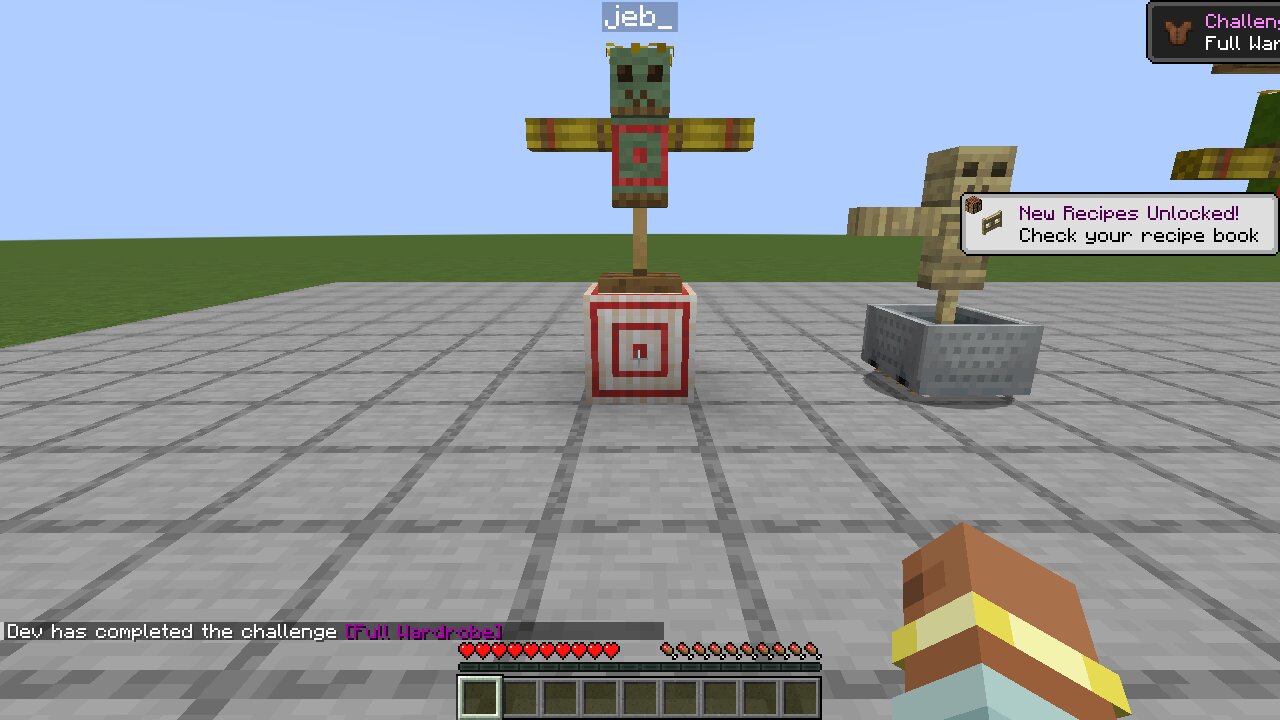 jeb_
Challeng
Full War
New Recipes Unlocked!
Check your recipe book
Dev has completed the challenge [Full Wardrobe]